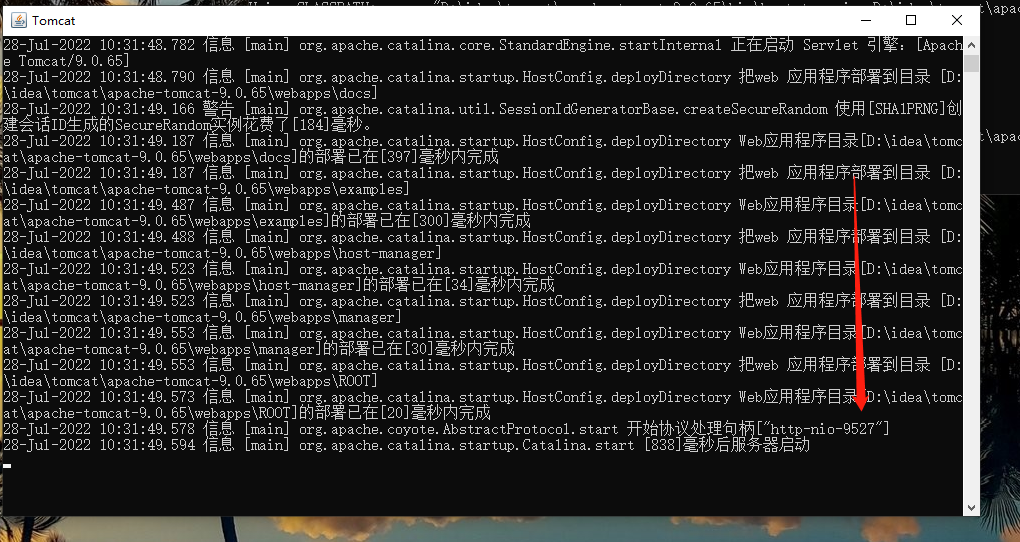 Tomcat
28-Jul-2022 10:31:48.782 信息 [main] org.apache.catalina.core.StandardEngine.startInternal 正在启动 Servlet 引擎：[Apach
e Tomcat/9.0.65]
28-Jul-2022 10:31:48.790 信息 [main] org.apache.catalina.startup.HostConfig.deployDirectory 把web 应用程序部署到目录 [D:
\idea\tomcat\apache-tomcat-9.0.65\webapps\docs]
28-Jul-2022 10:31:49.166 警告 [main] org.apache.catalina.util.SessionIdGeneratorBase.createSecureRandom 使用[SHA1PRNG]创
建会话ID生成的SecureRandom实例花费了[184]毫秒。
28-Jul-2022 10:31:49.187 信息 [main] org.apache.catalina.startup.HostConfig.deployDirectory Web应用程序目录[D:\idea\tomc
at\apache-tomcat-9.0.65\webapps\docs]的部署已在[397]毫秒内完成
28-Jul-2022 10:31:49.187 信息 [main] org.apache.catalina.startup.HostConfig.deployDirectory 把web 应用程序部署到目录 [D:
\idea\tomcat\apache-tomcat-9.0.65\webapps\examples]
28-Jul-2022 10:31:49.487 信息 [main] org.apache.catalina.startup.HostConfig.deployDirectory Web应用程序目录[D:\idea\tomc
at\apache-tomcat-9.0.65\webapps\examples]的部署已在[300]毫秒内完成
28-Jul-2022 10:31:49.488 信息 [main] org.apache.catalina.startup.HostConfig.deployDirectory 把web 应用程序部署到目录 [D:
\idea\tomcat\apache-tomcat-9.0.65\webapps\host-manager]
28-Jul-2022 10:31:49.523 信息 [main] org.apache.catalina.startup.HostConfig.deployDirectory Web应用程序目录[D:\idea\tomc
at\apache-tomcat-9.0.65\webapps\host-manager]的部署已在[34]毫秒内完成
28-Jul-2022 10:31:49.523 信息 [main] org.apache.catalina.startup.HostConfig.deployDirectory 把web 应用程序部署到目录 [D:
\idea\tomcat\apache-tomcat-9.0.65\webapps\manager]
28-Jul-2022 10:31:49.553 信息 [main] org.apache.catalina.startup.HostConfig.deployDirectory Web应用程序目录[D:\idea\tomc
at\apache-tomcat-9.0.65\webapps\manager]的部署已在[30]毫秒内完成
28-Jul-2022 10:31:49.553 信息 [main] org.apache.catalina.startup.HostConfig.deployDirectory 把web 应用程序部署到目录 [D:
\idea\tomcat\apache-tomcat-9.0.65\webapps\ROOT]
28-Jul-2022 10:31:49.573 信息 [main] org.apache.catalina.startup.HostConfig.deployDirectory Web应用程序目录[D:\idea\tomc
at\apache-tomcat-9.0.65\webapps\ROOT]的部署已在[20]毫秒内完成
28-Jul-2022 10:31:49.578 信息 [main] org.apache.coyote.AbstractProtocol.start 开始协议处理句柄["http-nio-9527"]
28-Jul-2022 10:31:49.594 信息 [main] org.apache.catalina.startup.Catalina.start [838]毫秒后服务器启动